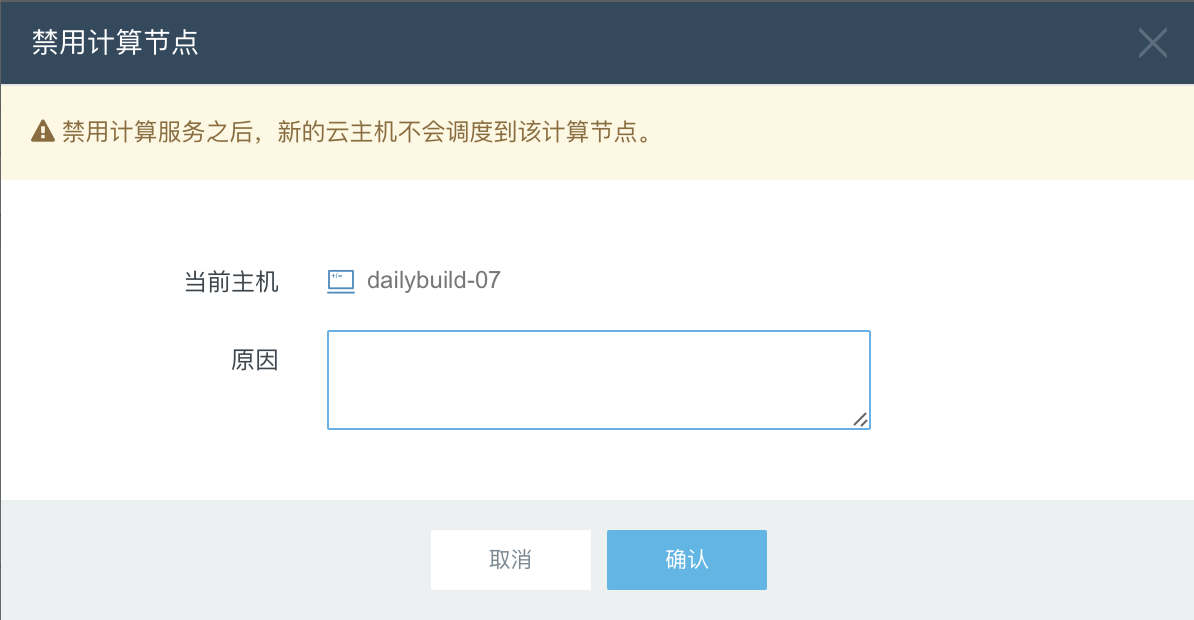 禁用计算节点
禁用计算服务之后，新的云主机不会调度到该计算节点。
当前主机 dailybuild-07
原因
取消 确认